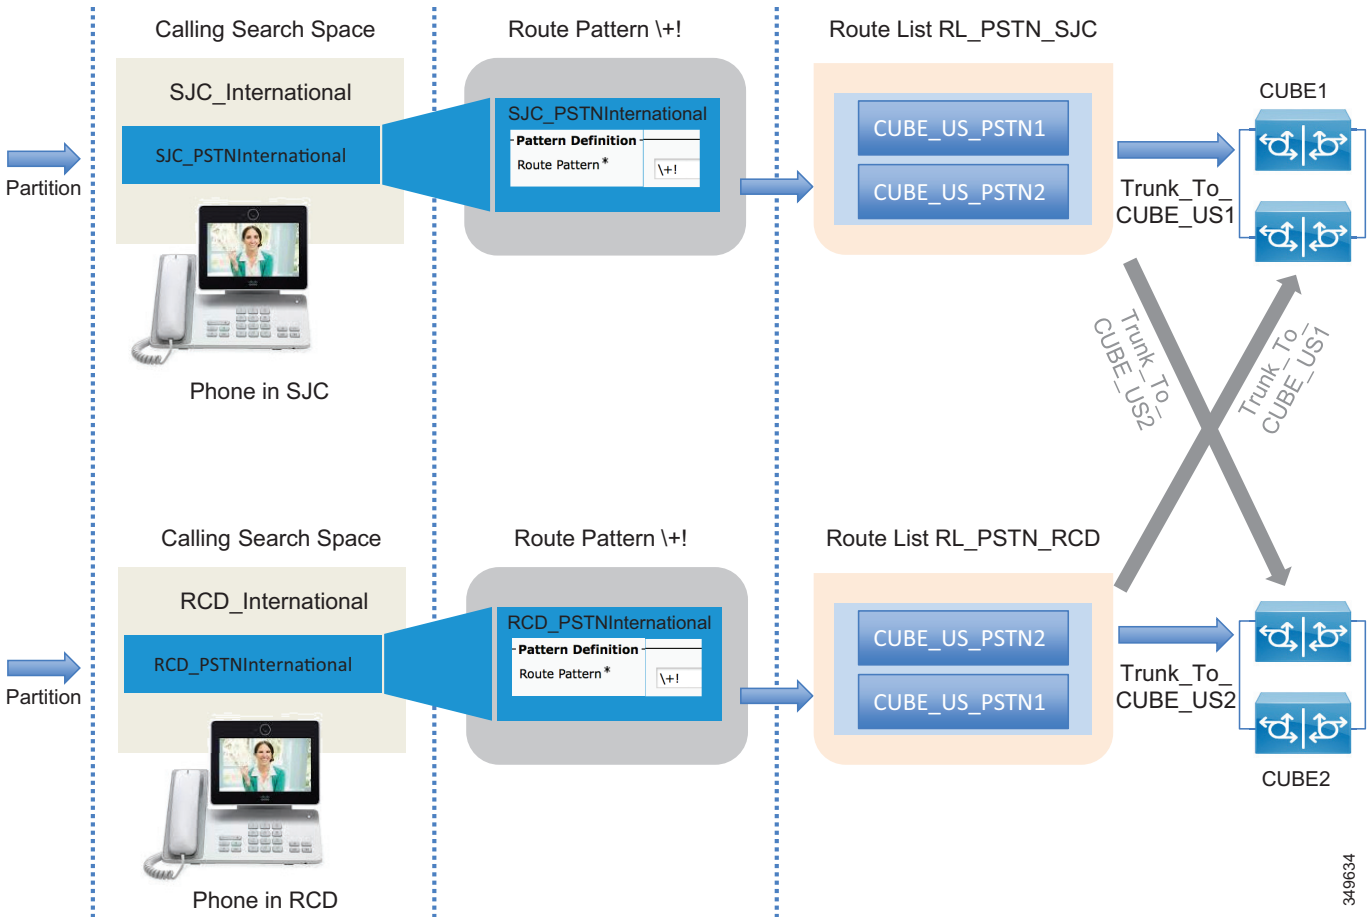 Calling Search Space
Route Pattern \+!
Route List RL_PSTN_SJC
SJC_International
SJC_PSTNInternational
Partition
SJC_PSTNInternational
Pattern Definition
Route Pattern*
\+!
CUBE_US_PSTN1
CUBE_US_PSTN2
CUBE1
Trunk_To_
CUBE_US1
Phone in SJC
Trunk_To_
CUBE_US2
Trunk_To_
CUBE_US1
Calling Search Space
Route Pattern \+!
Route List RL_PSTN_RCD
RCD_International
RCD_PSTNInternational
Partition
RCD_PSTNInternational
Pattern Definition
Route Pattern*
\+!
CUBE_US_PSTN2
CUBE_US_PSTN1
Trunk_To_
CUBE_US2
CUBE2
Phone in RCD
349634